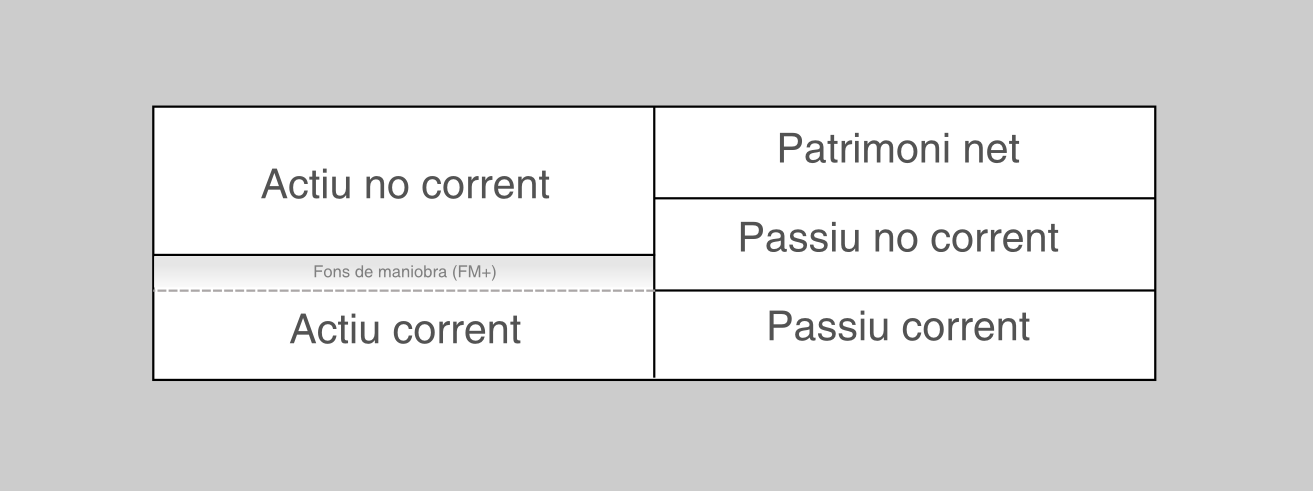 Actiu no corrent
Fons de maniobra (FM+)
Actiu corrent
Patrimoni net
Passiu no corrent
Passiu corrent